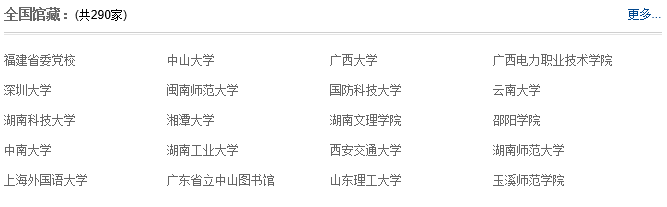 全国馆藏：(共290家) 更多...
福建省委党校 中山大学 广西大学 广西电力职业技术学院
深圳大学 闽南师范大学 国防科技大学 云南大学
湖南科技大学 湘潭大学 湖南文理学院 邵阳学院
中南大学 湖南工业大学 西安交通大学 湖南师范大学
上海外国语大学 广东省立中山图书馆 山东理工大学 玉溪师范学院